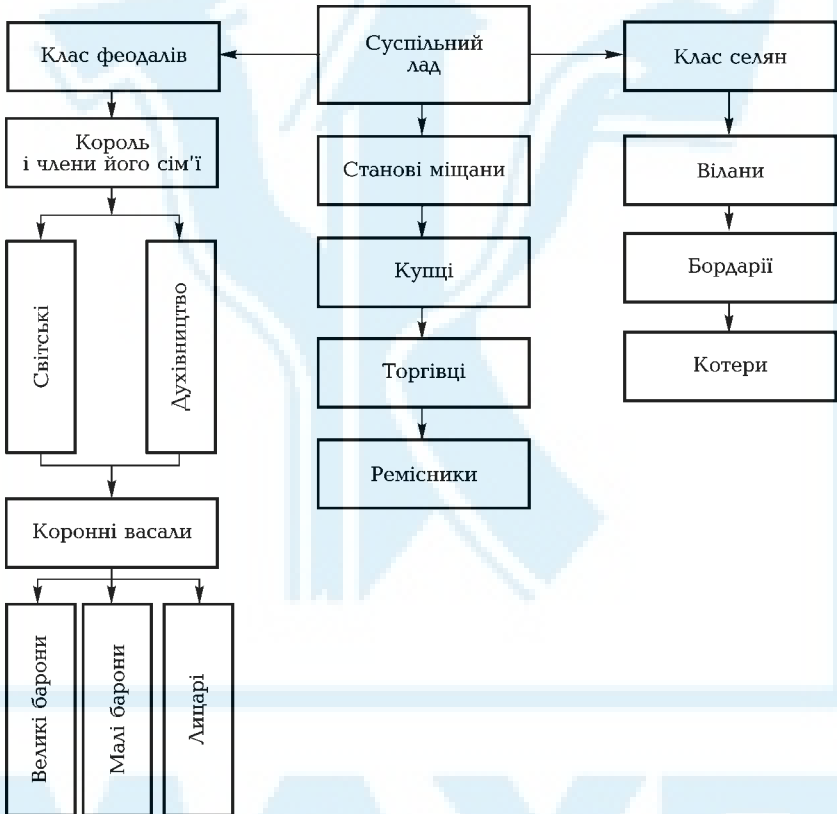 Суспільний
лад
Клас феодалів
Король
і члени його сім'ї
Світські
Духівництво
Коронні васали
Великі барони
Малі барони
Лицарі
Станові міщани
Купці
Торгівці
Ремісники
Клас селян
Вілани
Бордарії
Котери